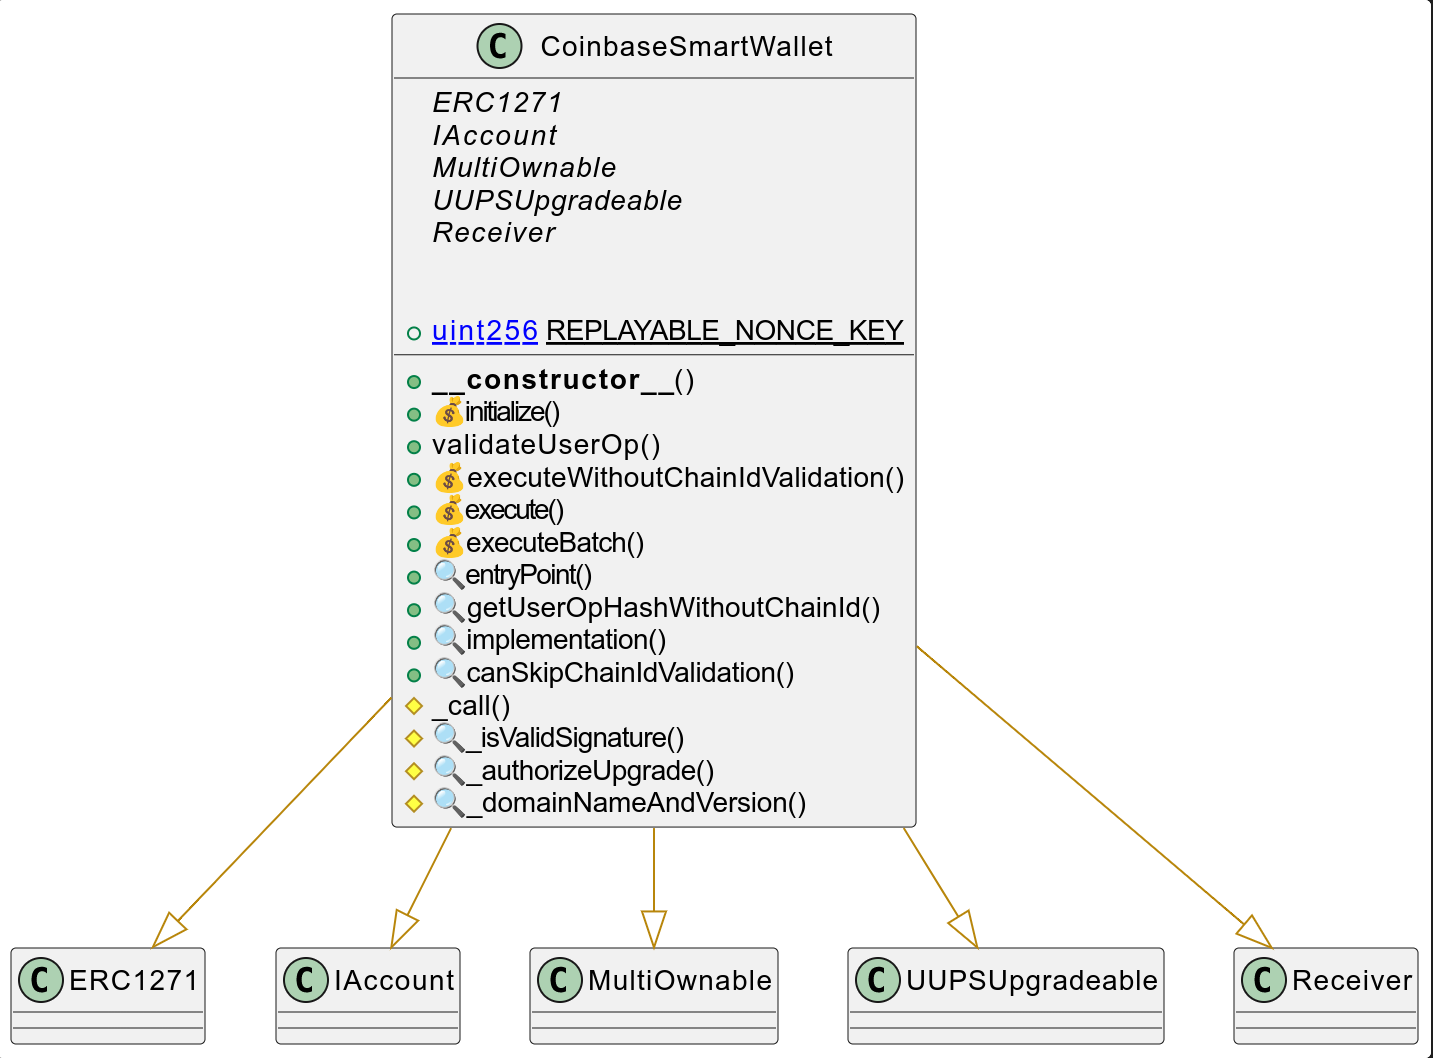 C CoinbaseSmartWallet
ERC1271
IAccount
MultiOwnable
UUPSUpgradeable
Receiver
uint256 REPLAYABLE_NONCE_KEY
__constructor__()
💰initialize()
validateUserOp()
💰executeWithoutChainIdValidation()
💰execute()
💰executeBatch()
🔍entryPoint()
🔍getUserOpHashWithoutChainId()
🔍implementation()
🔍canSkipChainIdValidation()
_call()
🔍_isValidSignature()
🔍_authorizeUpgrade()
🔍_domainNameAndVersion()
C ERC1271
C IAccount
C MultiOwnable
C UUPSUpgradeable
C Receiver